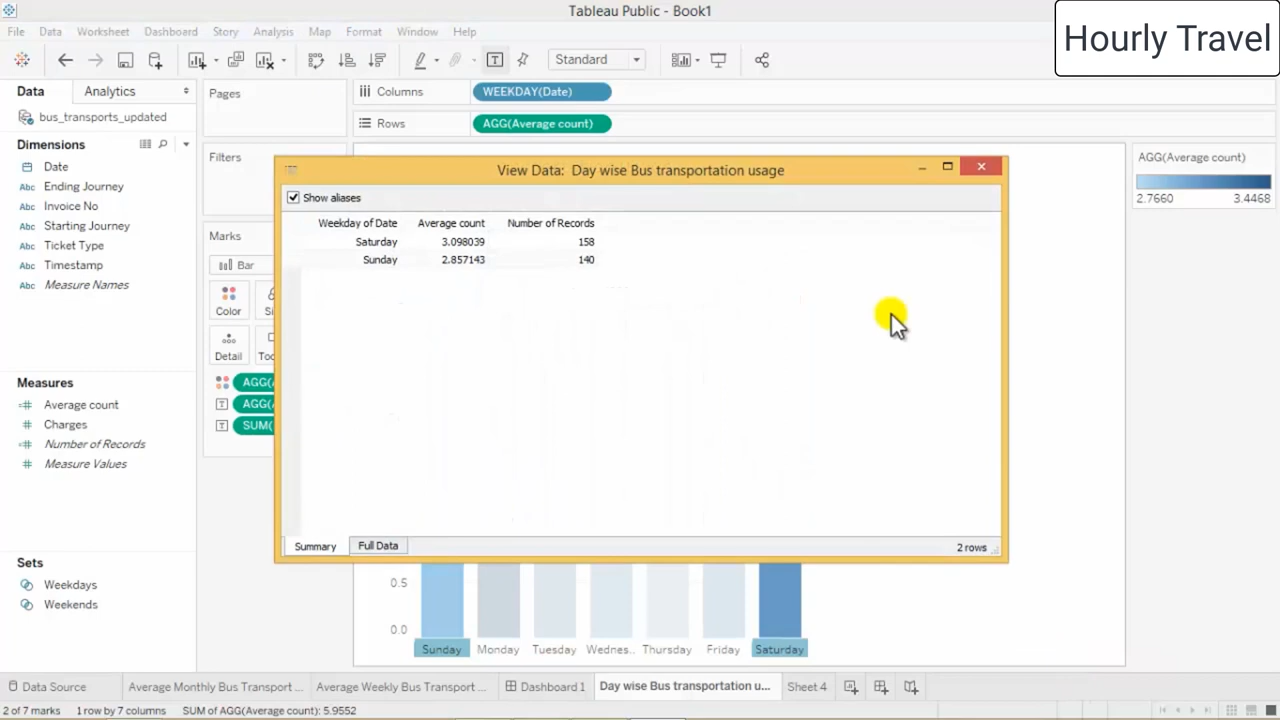 Tableau Public - Book1
Hourly Travel
File Data Worksheet Dashboard Story Analysis Map Format Window Help
Standard
Data Analytics
bus_transports_updated
Dimensions
Date
Ending Journey
Invoice No
Starting Journey
Ticket Type
Timestamp
Measure Names
Measures
Average count
Charges
Number of Records
Measure Values
Sets
Weekdays
Weekends
Pages
Filters
Marks
Bar
Color
Detail
AGG(
AGG(
SUM(
Columns WEEKDAY(Date)
Rows AGG(Average count)
View Data: Day wise Bus transportation usage
Show aliases
Weekday of Date Average count Number of Records
Saturday 3.098039 158
Sunday 2.857143 140
Summary Full Data 2 rows
0.5
0.0
Sunday Monday Tuesday Wednes.. Thursday Friday Saturday
AGG(Average count)
2.7660 3.4468
Data Source Average Monthly Bus Transport ... Average Weekly Bus Transport ... Dashboard 1 Day wise Bus transportation u... Sheet 4
2 of 7 marks 1 row by 7 columns SUM of AGG(Average count): 5.9552